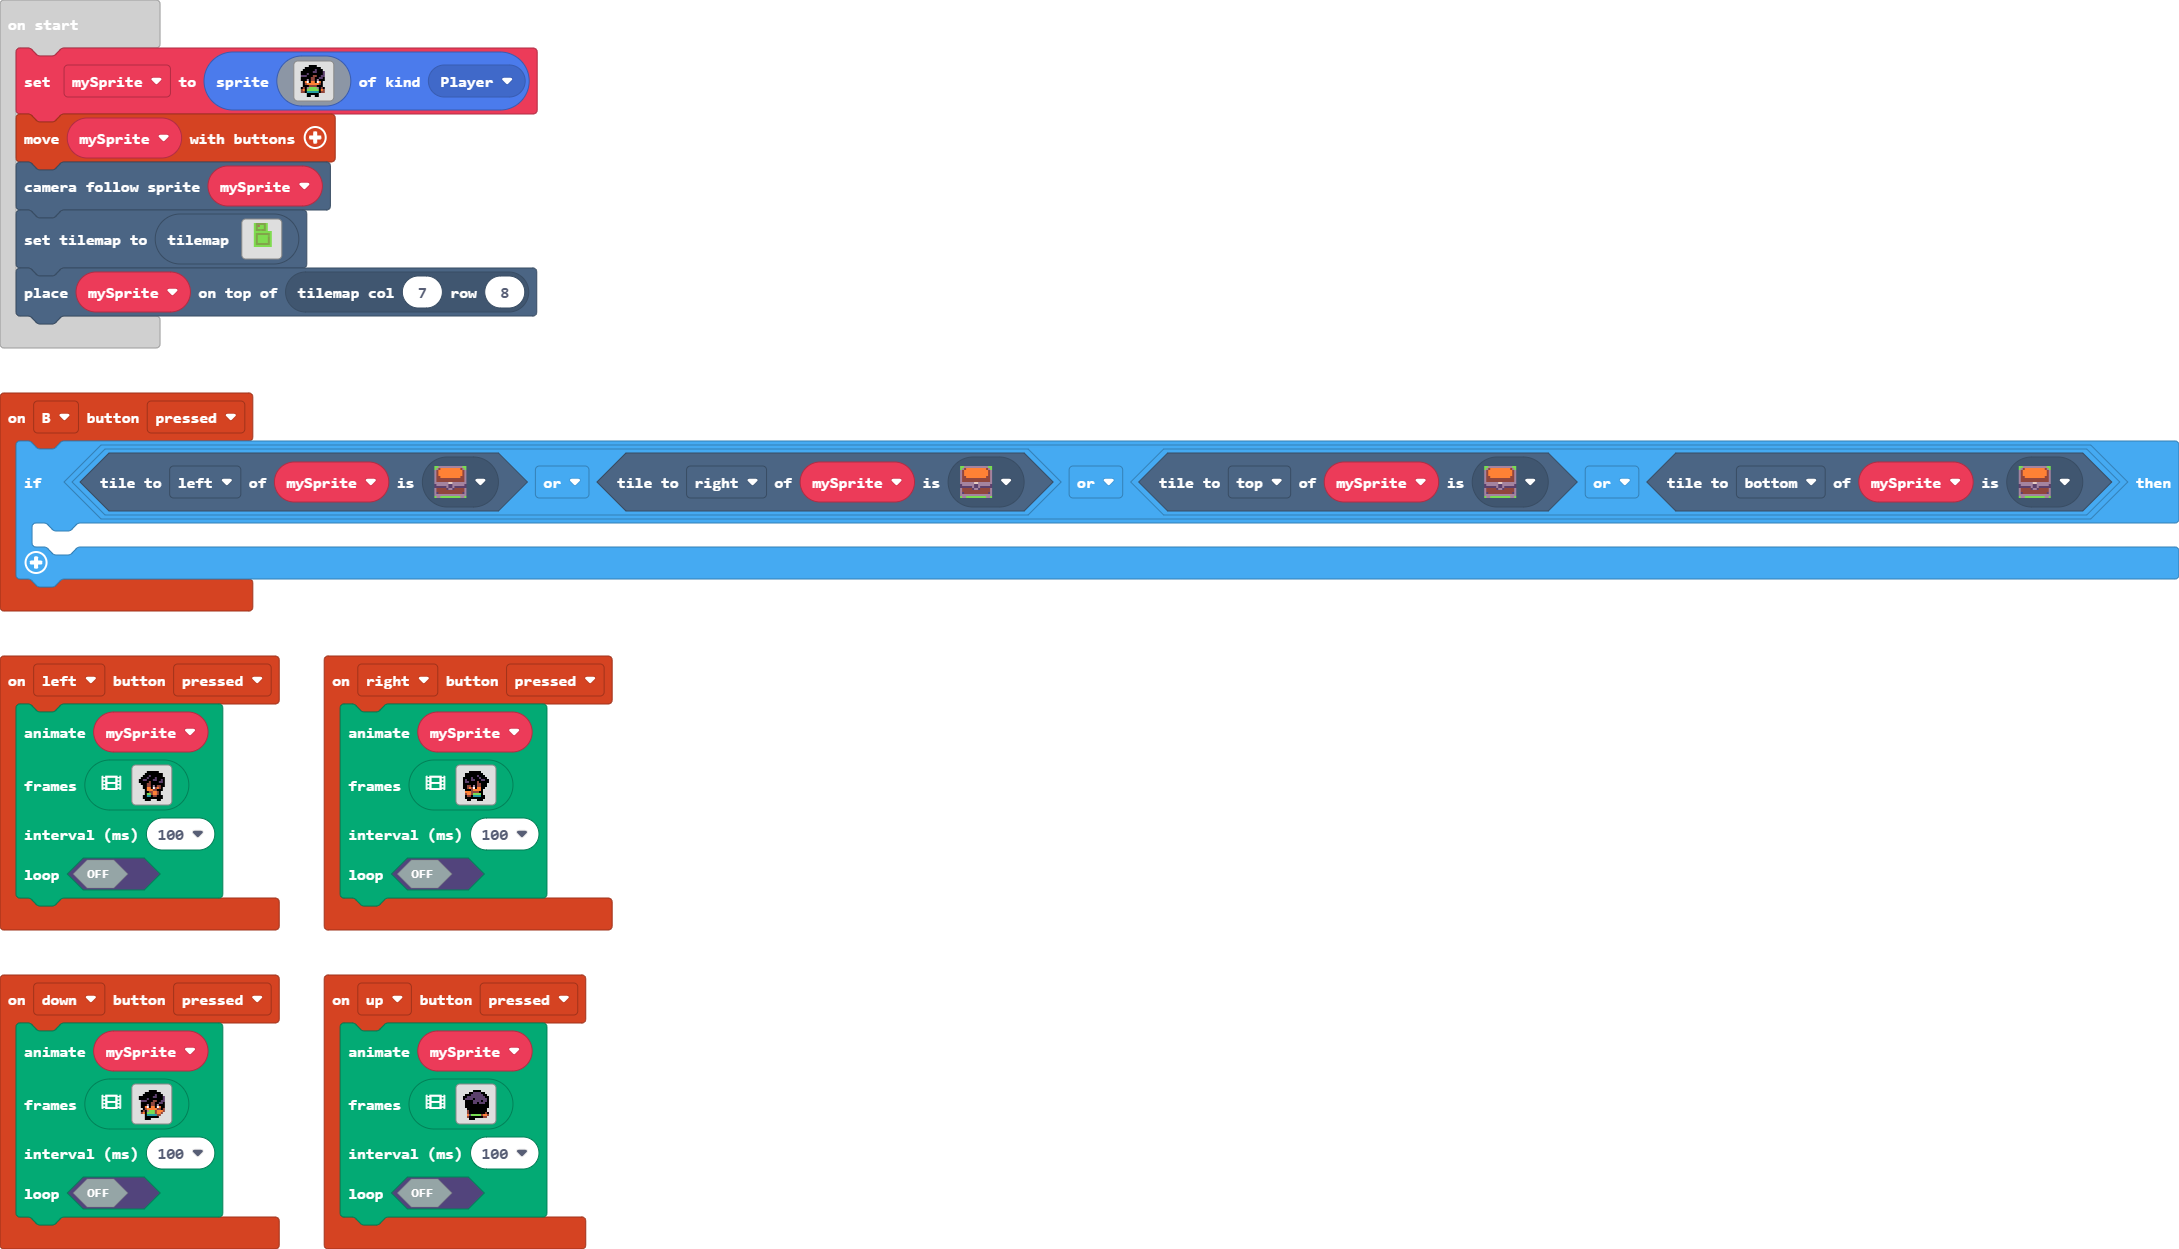 on start
set mySprite to sprite of kind Player
move mySprite with buttons
camera follow sprite mySprite
set tilemap to tilemap
place mySprite on top of tilemap col 7 row 8
on B button pressed
if tile to left of mySprite is or tile to right of mySprite is or tile to top of mySprite is or tile to bottom of mySprite is then
on left button pressed
animate mySprite
frames
interval (ms) 100
loop OFF
on right button pressed
animate mySprite
frames
interval (ms) 100
loop OFF
on down button pressed
animate mySprite
frames
interval (ms) 100
loop OFF
on up button pressed
animate mySprite
frames
interval (ms) 100
loop OFF